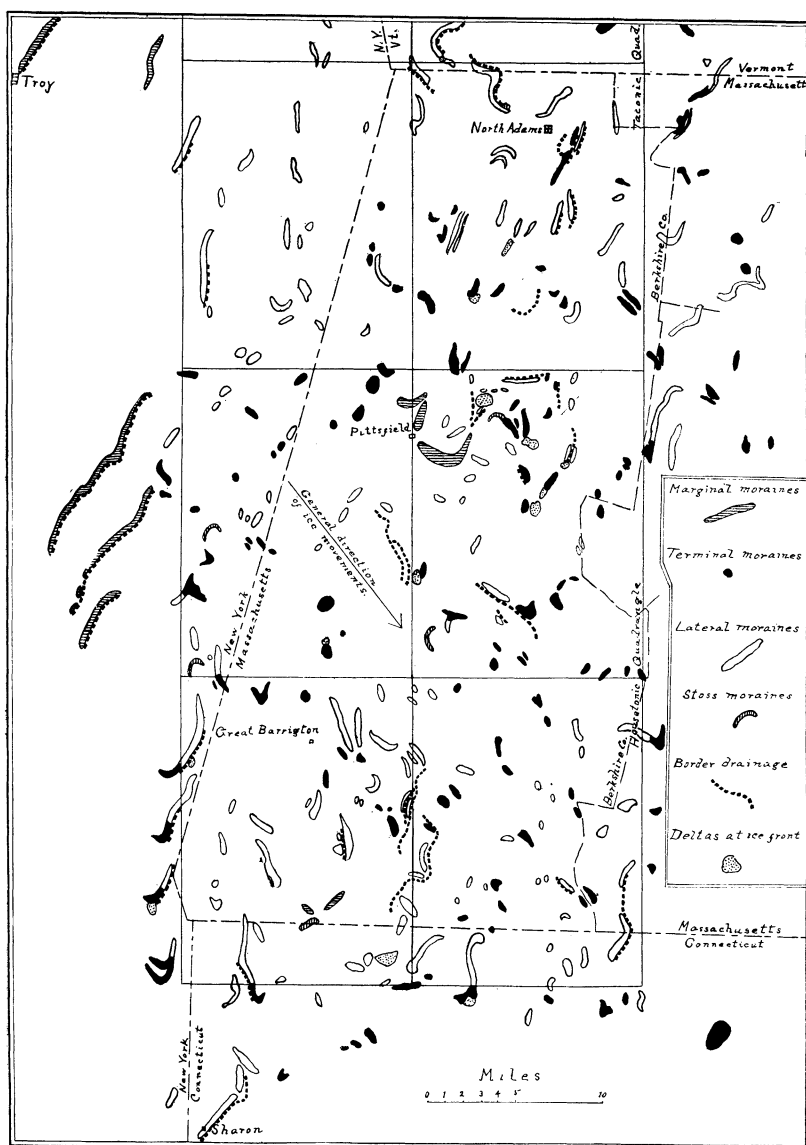 N.Y.
Vt.
Quad.
Taconic
Troy
Vermont
Massachusett
North Adams
Berkshire Co.
Pittsfield
General direction
of ice movements
New York
Massachusetts
Marginal moraines
Terminal moraines
Lateral moraines
Stoss moraines
Border drainage
Deltas at ice front
Housatonic Quadrangle
Great Barrington
Berkshire Co.
Massachusetts
Connecticut
New York
Connecticut
Miles
0 1 2 3 4 5 10
Sharon